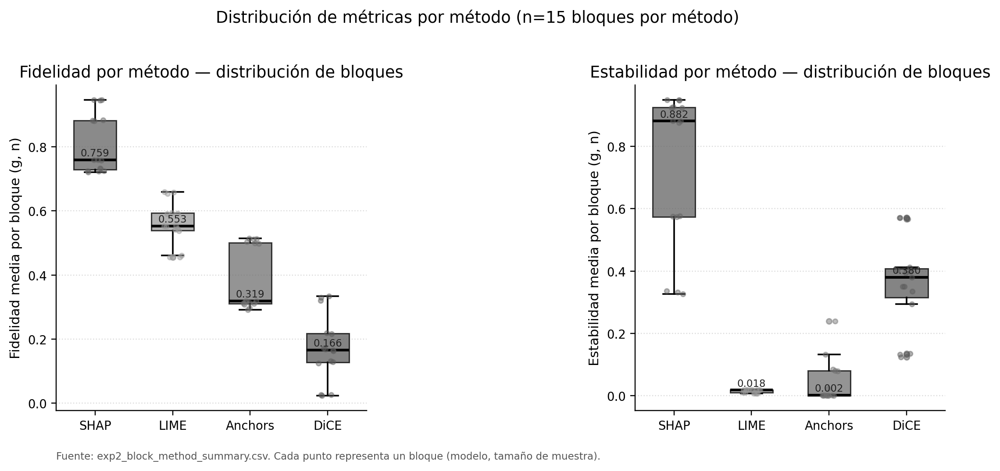 Distribución de métricas por método (n=15 bloques por método)
Fidelidad por método — distribución de bloques
Fidelidad media por bloque (g, n)
0.8
0.6
0.4
0.2
0.0
0.759
0.553
0.319
0.166
SHAP
LIME
Anchors
DiCE
Estabilidad por método — distribución de bloques
Estabilidad media por bloque (g, n)
0.8
0.6
0.4
0.2
0.0
0.882
0.018
0.002
0.380
SHAP
LIME
Anchors
DiCE
Fuente: exp2_block_method_summary.csv. Cada punto representa un bloque (modelo, tamaño de muestra).